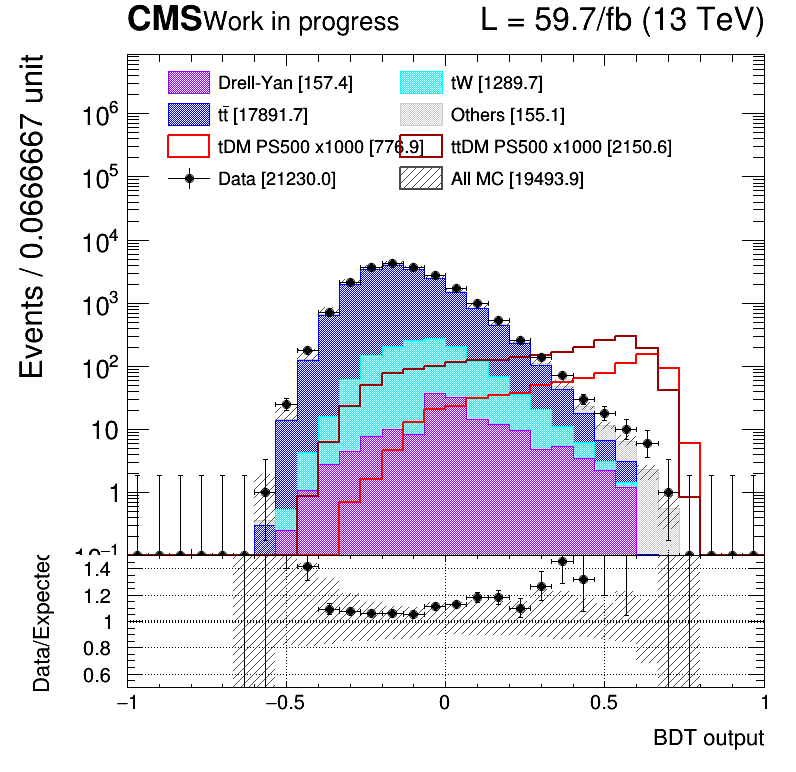 CMS Work in progress L = 59.7/fb (13 TeV)
Events / 0.0666667 unit
Drell-Yan [157.4] tW [1289.7]
tt̄ [17891.7] Others [155.1]
tDM PS500 x1000 [776.9] ttDM PS500 x1000 [2150.6]
Data [21230.0] All MC [19493.9]
10⁶
10⁵
10⁴
10³
10²
10
1
10⁻¹
Data/Expected
1.4
1.2
1
0.8
0.6
−1 −0.5 0 0.5 1
BDT output